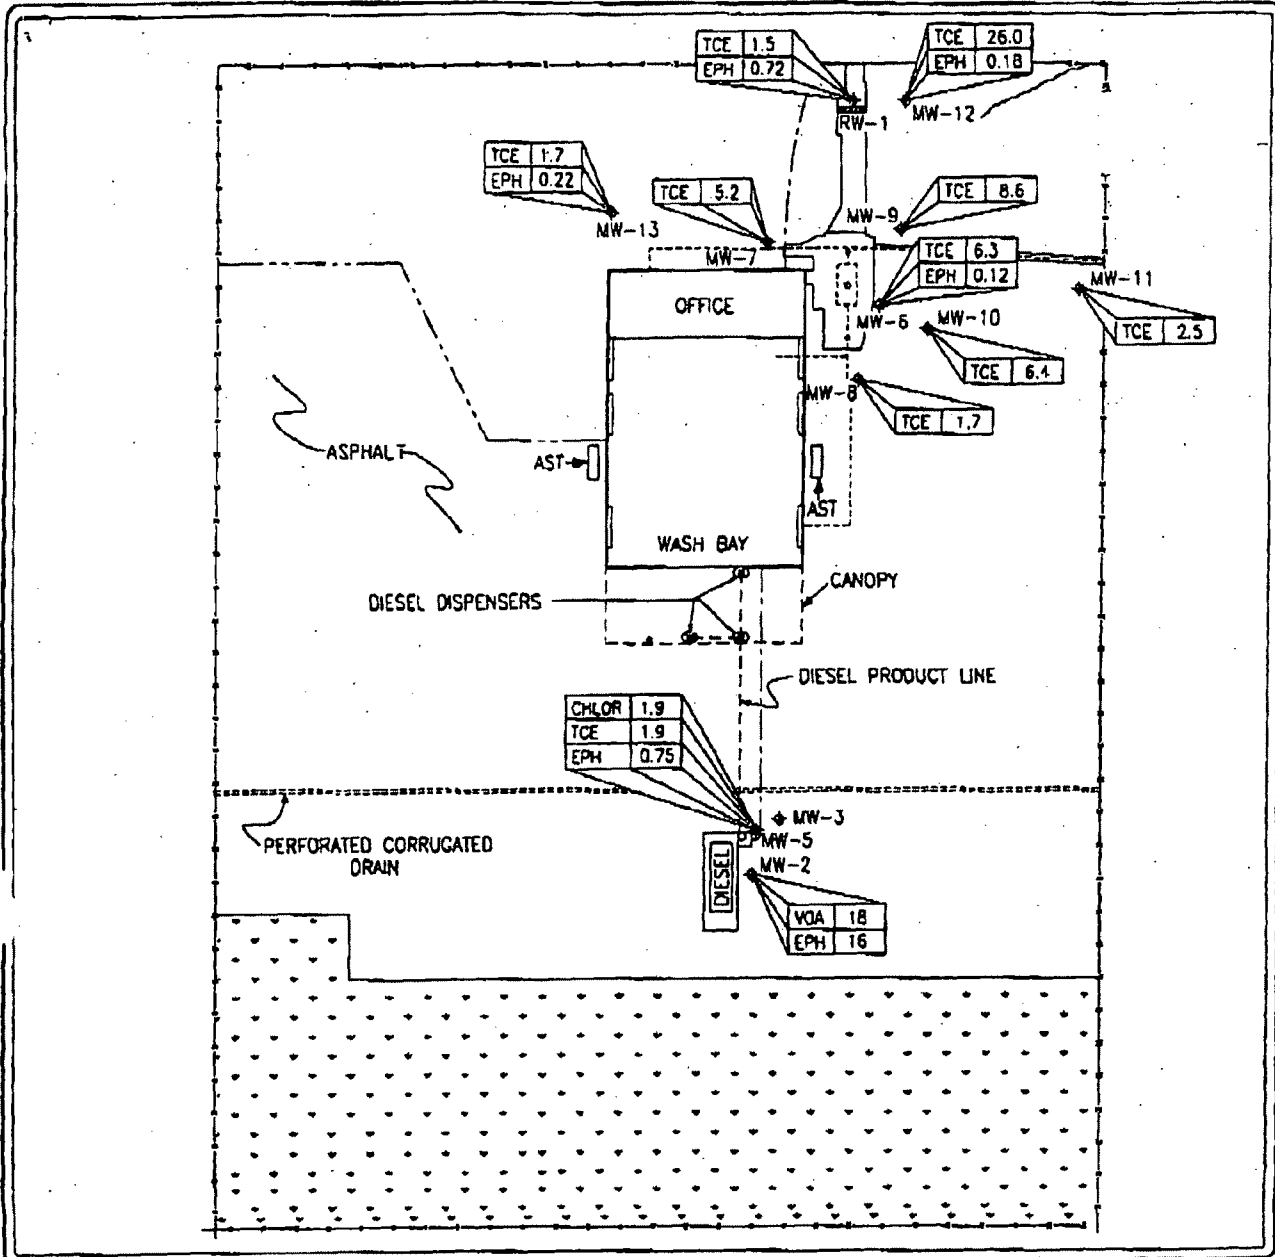 TCE 1.5
EPH 0.72
TCE 26.0
EPH 0.18
RW-1
MW-12
TCE 1.7
EPH 0.22
MW-13
TCE 5.2
MW-7
TCE 8.6
MW-9
TCE 6.3
EPH 0.12
MW-6
MW-11
TCE 2.5
MW-10
TCE 6.4
OFFICE
MW-8
TCE 1.7
ASPHALT
AST
AST
WASH BAY
CANOPY
DIESEL DISPENSERS
DIESEL PRODUCT LINE
CHLOR 1.9
TCE 1.9
EPH 0.75
MW-3
MW-5
PERFORATED CORRUGATED
DRAIN
MW-2
DIESEL
VOA 18
EPH 16